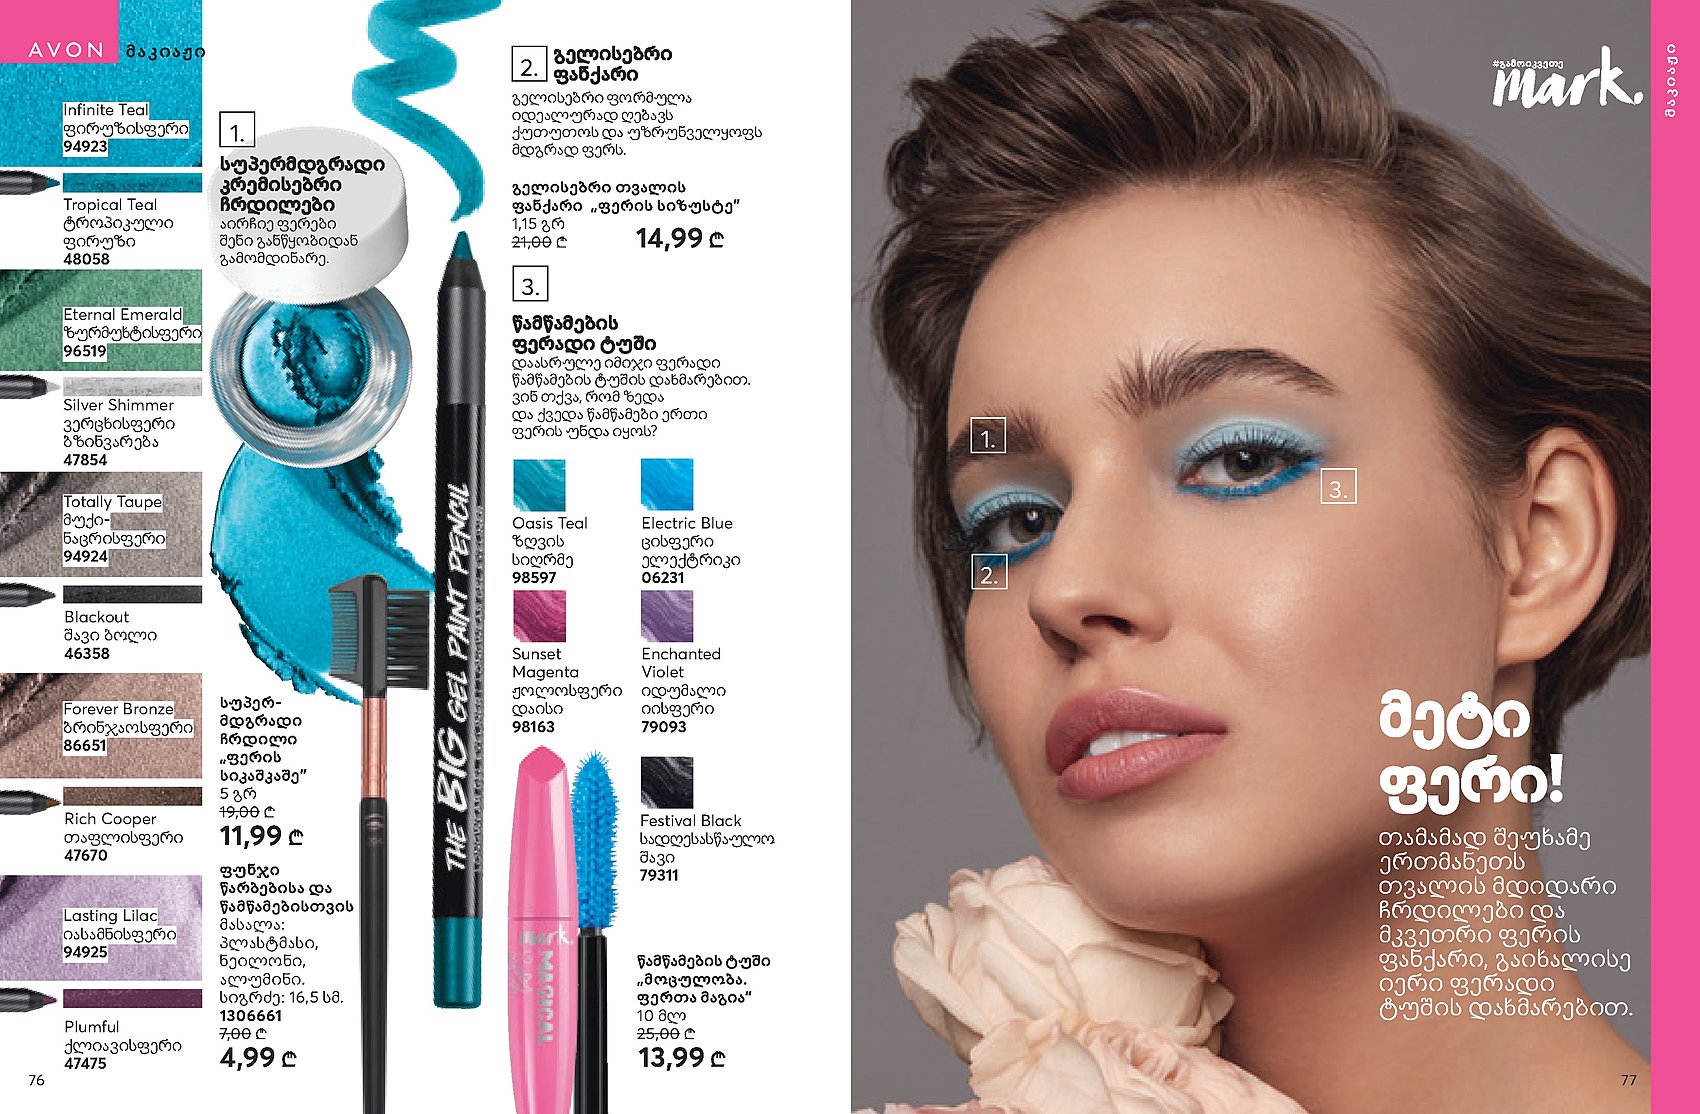 AVON მაკიაჟი
Infinite Teal
ფირუზისფერი
94923
Tropical Teal
ტროპიკული
ფირუზი
48058
Eternal Emerald
ზურმუხტისფერი
96519
Silver Shimmer
ვერცხისფერი
ბზინვარება
47854
Totally Taupe
მუქი-
ნაცრისფერი
94924
Blackout
შავი ბოლი
46358
Forever Bronze
ბრინჯაოსფერი
86651
Rich Cooper
თაფლისფერი
47670
Lasting Lilac
იასამნისფერი
94925
Plumful
ქლიავისფერი
47475
76
1.
სუპერმდგრადი
კრემისებრი
ჩრდილები
აირჩიე ფერები
შენი განწყობიდან
გამომდინარე.
სუპერ-
მდგრადი
ჩრდილი
„ფერის
სიკაშკაშე”
5 გრ
19,00 ₾
11,99 ₾
ფუნჯი
წარბებისა და
წამწამებისთვის
მასალა:
პლასტმასი,
ნეილონი,
ალუმინი.
სიგრძე: 16,5 სმ.
1306661
7,00 ₾
4,99 ₾
THE BIG GEL PAINT PENCIL
2. გელისებრი
ფანქარი
გელისებრი ფორმულა
იდეალურად ღებავს
ქუთუთოს და უზრუნველყოფს
მდგრად ფერს.
გელისებრი თვალის
ფანქარი „ფერის სიზუსტე”
1,15 გრ
21,00 ₾ 14,99 ₾
3.
წამწამების
ფერადი ტუში
დაასრულე იმიჯი ფერადი
წამწამების ტუშის დახმარებით.
ვინ თქვა, რომ ზედა
და ქვედა წამწამები ერთი
ფერის უნდა იყოს?
Oasis Teal
ზღვის
სიღრმე
98597
Electric Blue
ცისფერი
ელექტრიკი
06231
Sunset
Magenta
ჟოლოსფერი
დაისი
98163
Enchanted
Violet
იდუმალი
იისფერი
79093
Festival Black
სადღესასწაულო
შავი
79311
mark.
MAGICAL
წამწამების ტუში
„მოცულობა.
ფერთა მაგია“
10 მლ
25,00 ₾
13,99 ₾
#გამოიკვეთე
mark.
მაკიაჟი
1.
3.
2.
მეტი
ფერი!
თამამად შეუხამე
ერთმანეთს
თვალის მდიდარი
ჩრდილები და
მკვეთრი ფერის
ფანქარი, გაიხალისე
იერი ფერადი
ტუშის დახმარებით.
77